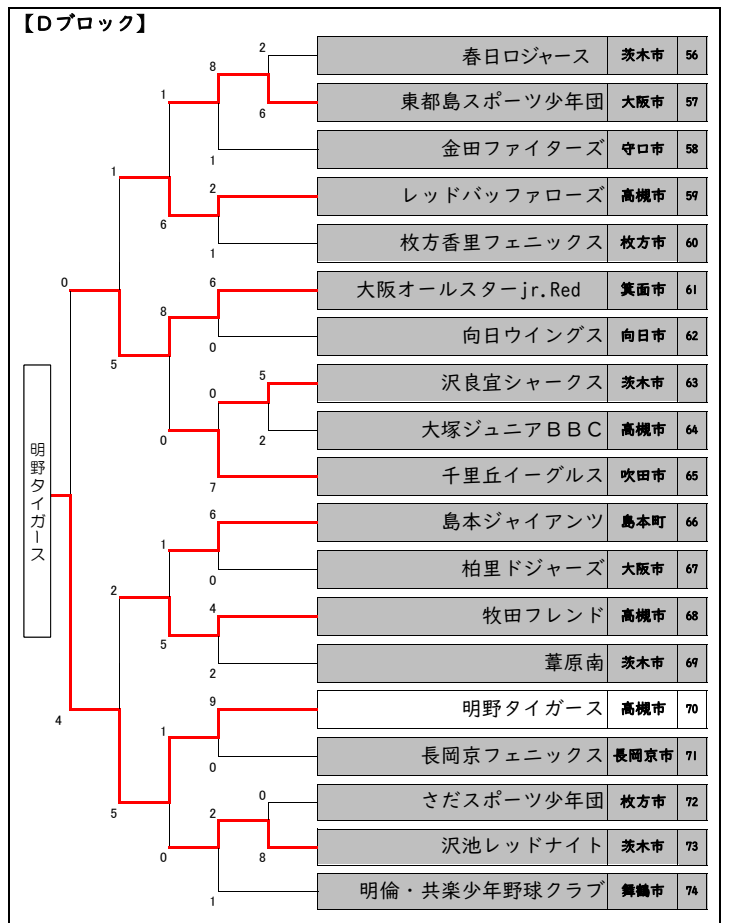 【Dブロック】
2
春日ロジャース 茨木市 56
8
1
東都島スポーツ少年団 大阪市 57
6
金田ファイターズ 守口市 58
1
1
2
レッドバッファローズ 高槻市 59
6
枚方香里フェニックス 枚方市 60
1
0
6
大阪オールスターjr.Red 箕面市 61
8
向日ウイングス 向日市 62
0
5
5
沢良宜シャークス 茨木市 63
0
大塚ジュニアBBC 高槻市 64
0
2
千里丘イーグルス 吹田市 65
7
明野タイガース
6
島本ジャイアンツ 島本町 66
1
柏里ドジャーズ 大阪市 67
0
2
4
牧田フレンド 高槻市 68
5
葦原南 茨木市 69
2
9
明野タイガース 高槻市 70
4
1
長岡京フェニックス 長岡京市 71
0
0
さだスポーツ少年団 枚方市 72
5
2
沢池レッドナイト 茨木市 73
0
8
明倫・共楽少年野球クラブ 舞鶴市 74
1